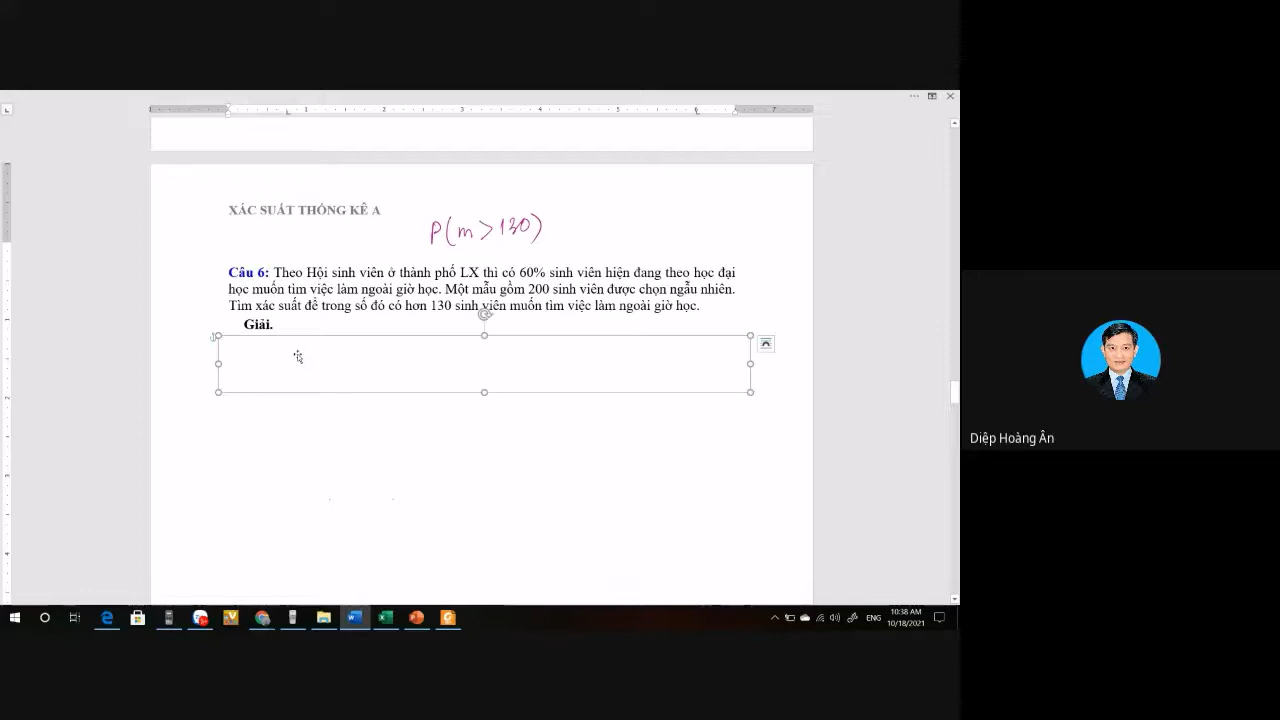 XÁC SUẤT THỐNG KÊ A
P(m > 130)
Câu 6: Theo Hội sinh viên ở thành phố LX thì có 60% sinh viên hiện đang theo học đại
học muốn tìm việc làm ngoài giờ học. Một mẫu gồm 200 sinh viên được chọn ngẫu nhiên.
Tìm xác suất để trong số đó có hơn 130 sinh viên muốn tìm việc làm ngoài giờ học.
Giải.
Diệp Hoàng Ân
ENG
10:38 AM
10/18/2021